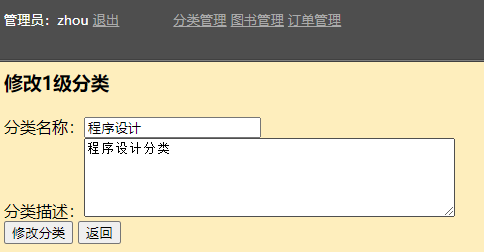 管理员：zhou 退出 分类管理 图书管理 订单管理
修改1级分类
分类名称： 程序设计
程序设计分类
分类描述：
修改分类 返回